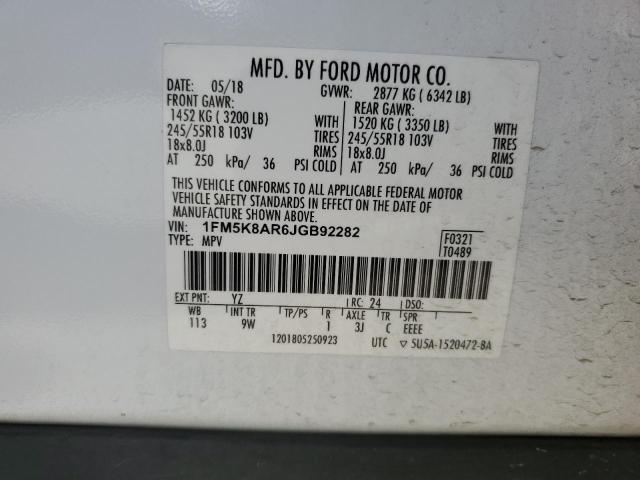 MFD. BY FORD MOTOR CO.
DATE: 05/18 GVWR: 2877 KG ( 6342 LB)
FRONT GAWR: REAR GAWR:
1452 KG ( 3200 LB) WITH 1520 KG ( 3350 LB) WITH
245/55R18 103V TIRES 245/55R18 103V TIRES
18x8.0J RIMS 18x8.0J RIMS
AT 250 kPa/ 36 PSI COLD AT 250 kPa/ 36 PSI COLD
THIS VEHICLE CONFORMS TO ALL APPLICABLE FEDERAL MOTOR
VEHICLE SAFETY STANDARDS IN EFFECT ON THE DATE OF
MANUFACTURE SHOWN ABOVE.
VIN: 1FM5K8AR6JGB92282 F0321
TYPE: MPV T0489
EXT PNT: YZ RC: 24 DSO:
WB INT TR TP/PS R AXLE TR SPR
113 9W 1 3J C EEEE
1201805250923 UTC ▽ 5U5A-1520472-BA